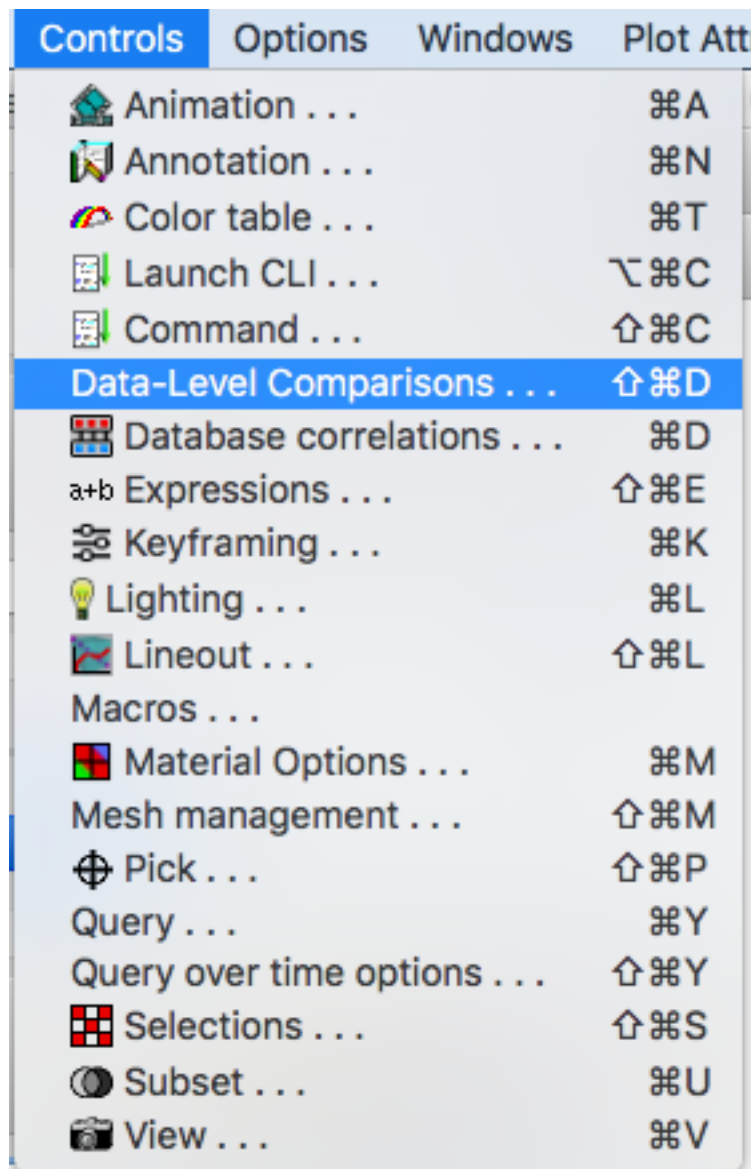 Controls Options Windows Plot Att
Animation . . . ⌘A
Annotation . . . ⌘N
Color table . . . ⌘T
Launch CLI . . . ⌥⌘C
Command . . . ⇧⌘C
Data-Level Comparisons . . . ⇧⌘D
Database correlations . . . ⌘D
a+b Expressions . . . ⇧⌘E
Keyframing . . . ⌘K
Lighting . . . ⌘L
Lineout . . . ⇧⌘L
Macros . . .
Material Options . . . ⌘M
Mesh management . . . ⇧⌘M
Pick . . . ⇧⌘P
Query . . . ⌘Y
Query over time options . . . ⇧⌘Y
Selections . . . ⇧⌘S
Subset . . . ⌘U
View . . . ⌘V